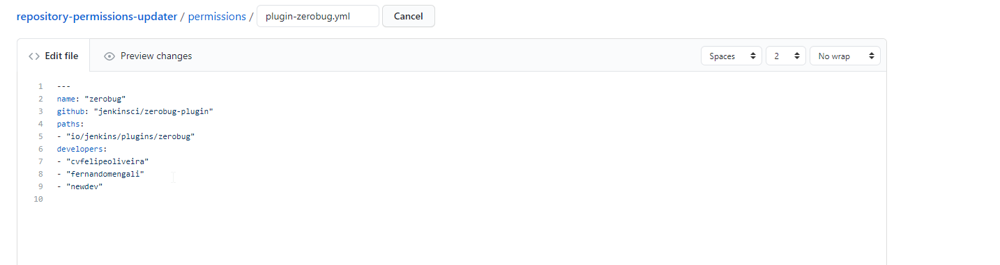 repository-permissions-updater / permissions / plugin-zerobug.yml Cancel
<> Edit file Preview changes Spaces 2 No wrap
1 ---
2 name: "zerobug"
3 github: "jenkinsci/zerobug-plugin"
4 paths:
5 - "io/jenkins/plugins/zerobug"
6 developers:
7 - "cvfelipeoliveira"
8 - "fernandomengali"
9 - "newdev"
10